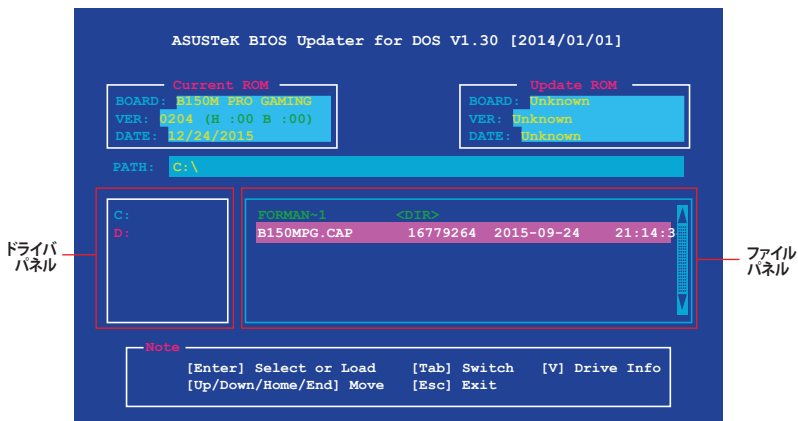 ASUSTeK BIOS Updater for DOS V1.30 [2014/01/01]
Current ROM
BOARD: B150M PRO GAMING
VER: 0204 (H :00 B :00)
DATE: 12/24/2015
Update ROM
BOARD: Unknown
VER: Unknown
DATE: Unknown
PATH: C:\
C:
D:
FORMAN~1 <DIR>
B150MPG.CAP 16779264 2015-09-24 21:14:3
ドライバ
パネル
ファイル
パネル
Note
[Enter] Select or Load [Tab] Switch [V] Drive Info
[Up/Down/Home/End] Move [Esc] Exit